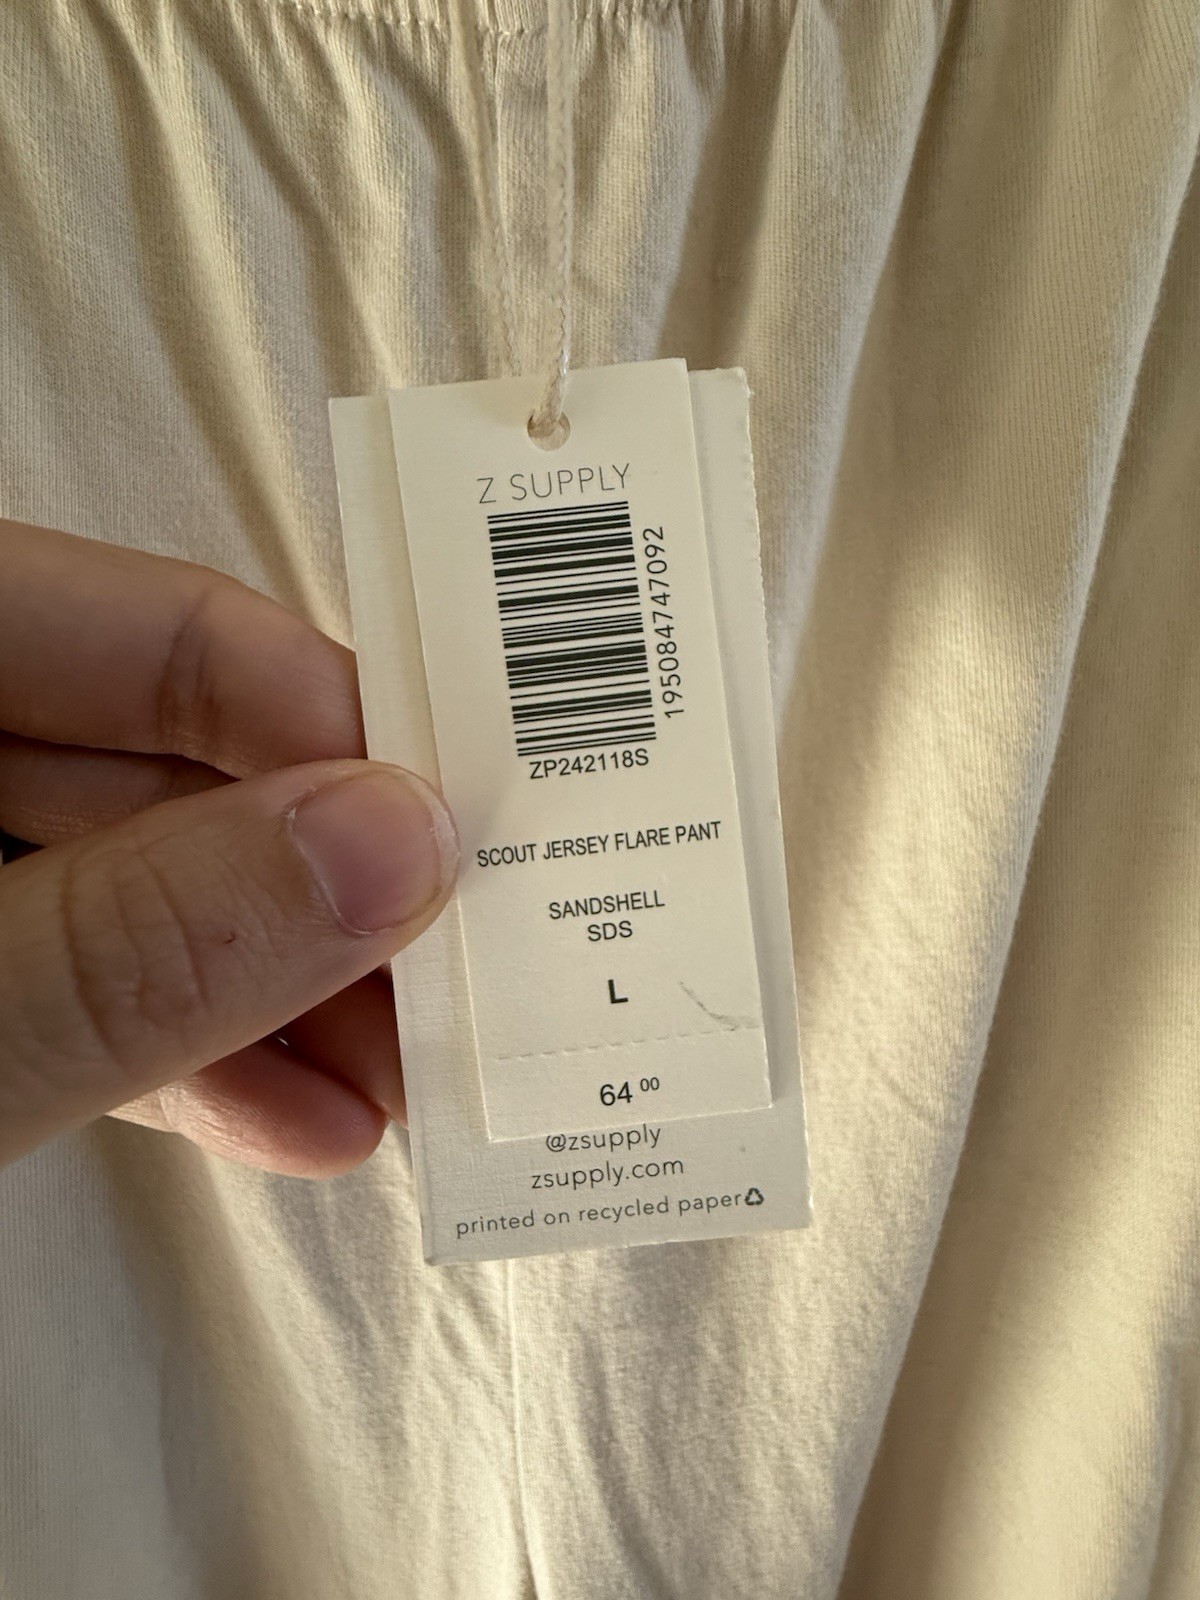 Z SUPPLY
195084747092
ZP242118S
SCOUT JERSEY FLARE PANT
SANDSHELL
SDS
L
64 00
@zsupply
zsupply.com
printed on recycled paper